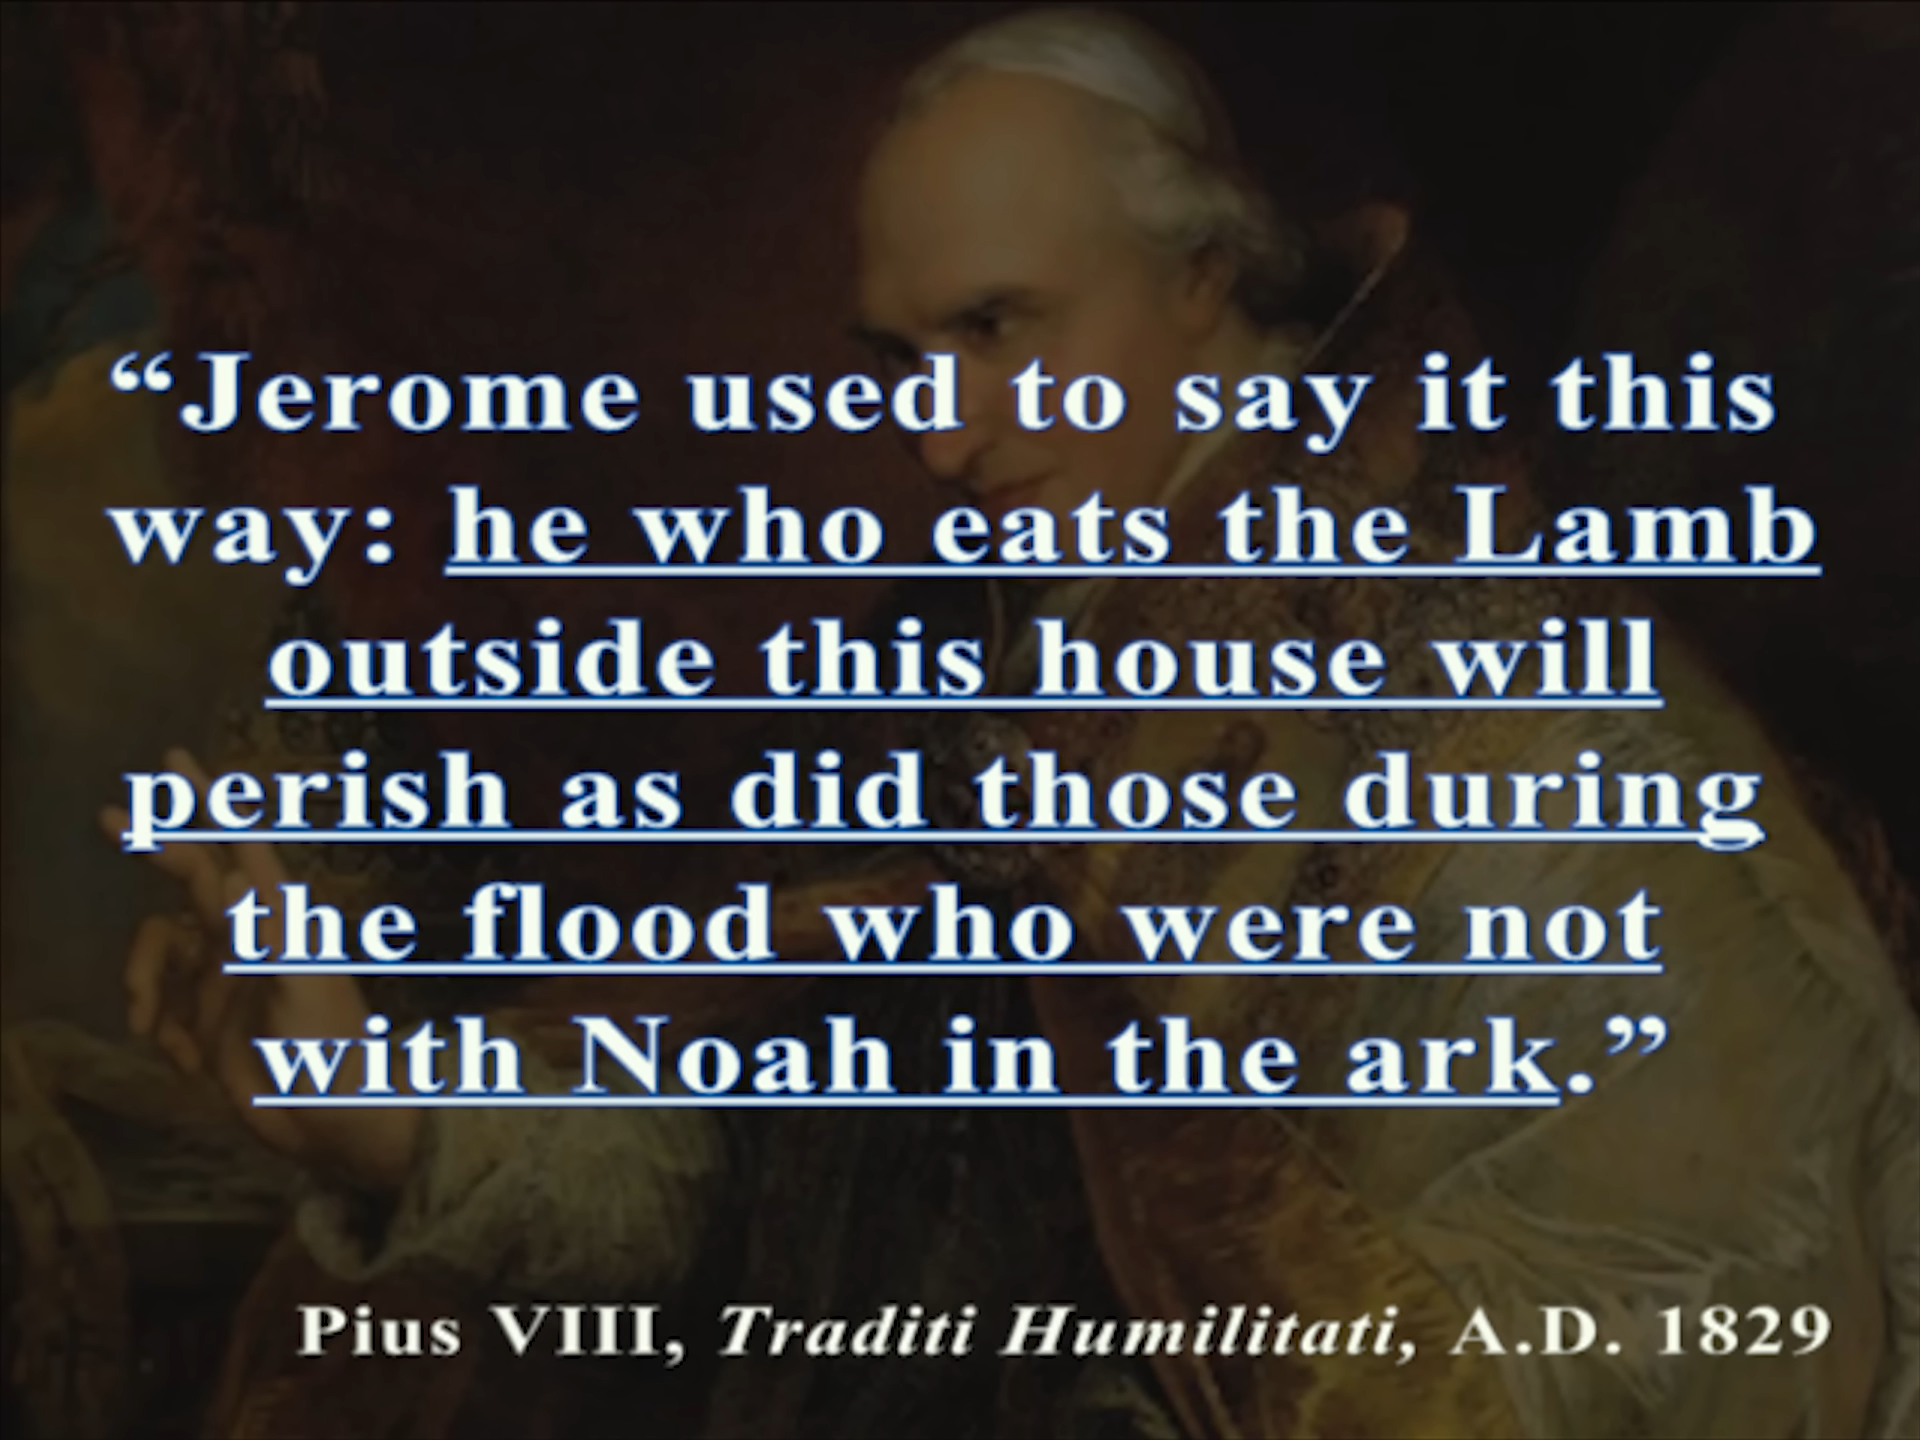 “Jerome used to say it this
way: he who eats the Lamb
outside this house will
perish as did those during
the flood who were not
with Noah in the ark.”
Pius VIII, Traditi Humilitati, A.D. 1829